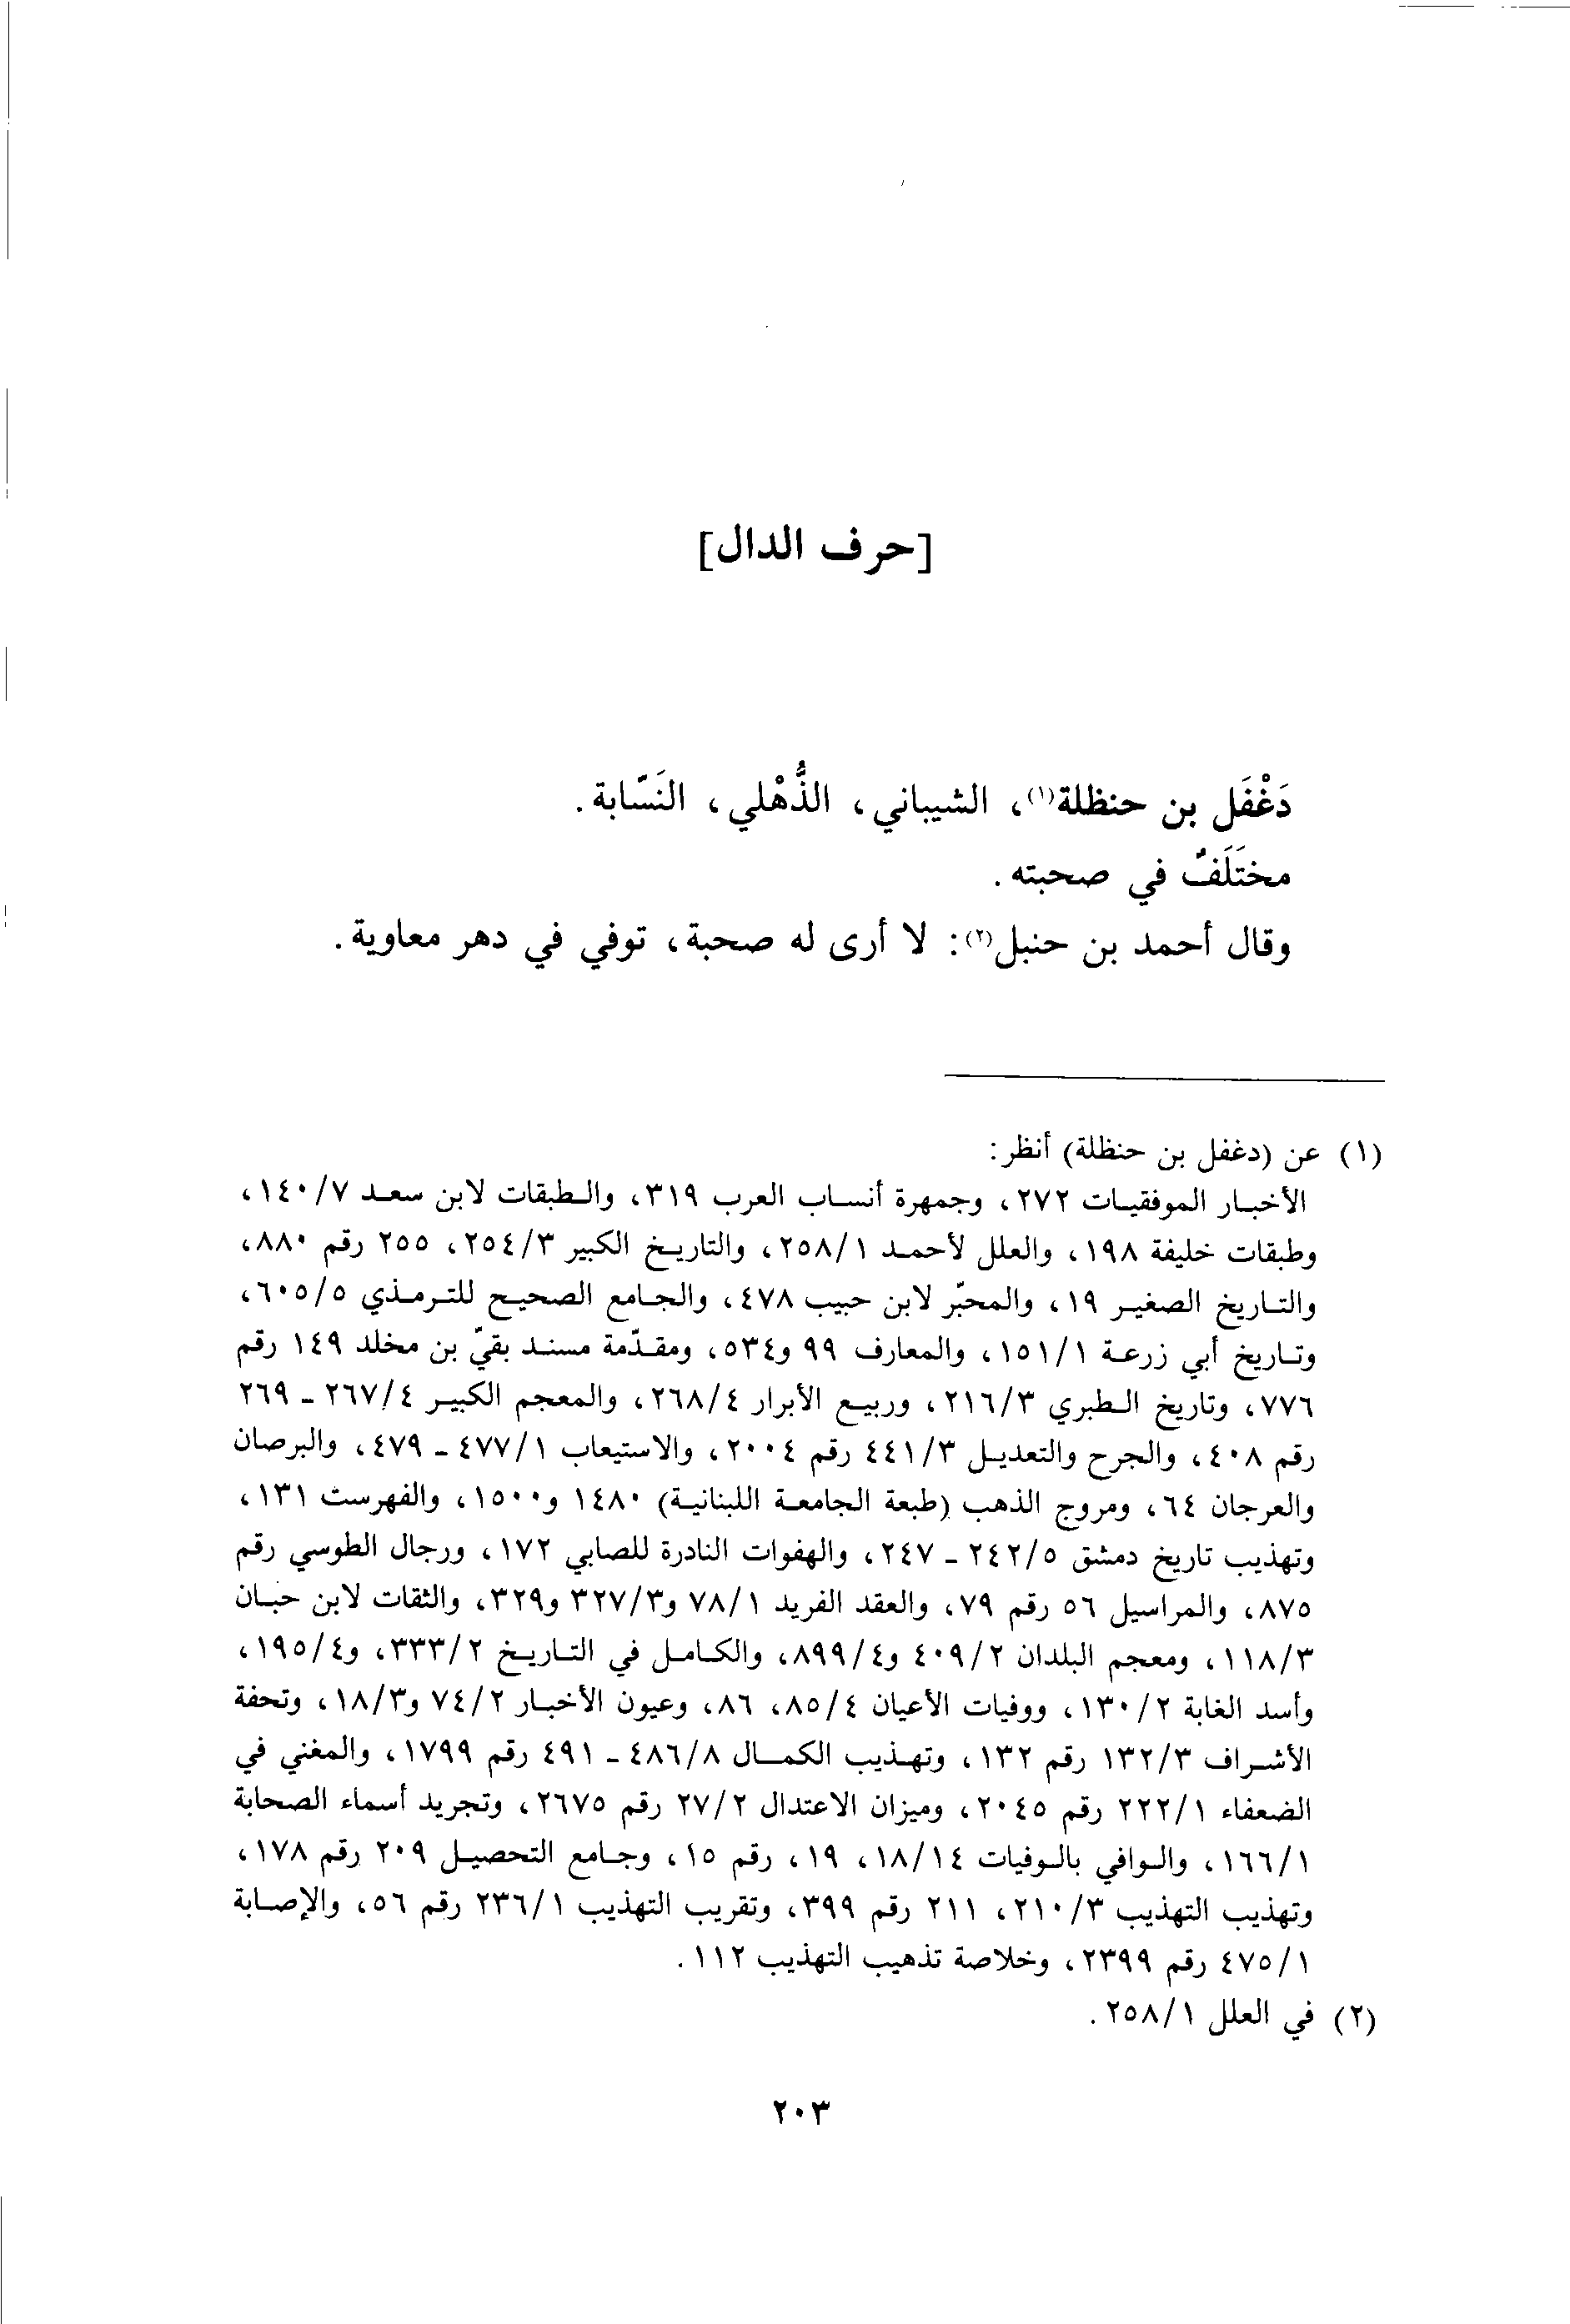 [حرف الدال]
دَغْفَل بن حنظلة(١)، الشيباني، الذُّهْلي، النَسّابة.
مختَلَفٌ في صحبته.
وقال أحمد بن حنبل(٢): لا أرى له صحبة، توفي في دهر معاوية.
(١) عن (دغفل بن حنظلة) أنظر:
الأخبار الموفقيات ٢٧٢، وجمهرة أنساب العرب ٣١٩، والطبقات لابن سعد ١٤٠/٧،
وطبقات خليفة ١٩٨، والعلل لأحمد ٢٥٨/١، والتاريخ الكبير ٢٥٤/٣، ٢٥٥ رقم ٨٨٠،
والتاريخ الصغير ١٩، والمحبّر لابن حبيب ٤٧٨، والجامع الصحيح للترمذي ٦٠٥/٥،
وتاريخ أبي زرعة ١٥١/١، والمعارف ٩٩ و٥٣٤، ومقدّمة مسند بقيّ بن مخلد ١٤٩ رقم
٧٧٦، وتاريخ الطبري ٢١٦/٣، وربيع الأبرار ٢٦٨/٤، والمعجم الكبير ٢٦٧/٤ - ٢٦٩
رقم ٤٠٨، والجرح والتعديل ٤٤١/٣ رقم ٢٠٠٤، والاستيعاب ٤٧٧/١ - ٤٧٩، والبرصان
والعرجان ٦٤، ومروج الذهب (طبعة الجامعة اللبنانية) ١٤٨٠ و١٥٠٠، والفهرست ١٣١،
وتهذيب تاريخ دمشق ٢٤٢/٥ - ٢٤٧، والهفوات النادرة للصابي ١٧٢، ورجال الطوسي رقم
٨٧٥، والمراسيل ٥٦ رقم ٧٩، والعقد الفريد ٧٨/١ و٣٢٧/٣ و٣٢٩، والثقات لابن حبان
١١٨/٣، ومعجم البلدان ٤٠٩/٢ و٨٩٩/٤، والكامل في التاريخ ٣٣٣/٢، و١٩٥/٤،
وأسد الغابة ١٣٠/٢، ووفيات الأعيان ٨٥/٤، ٨٦، وعيون الأخبار ٧٤/٢ و١٨/٣، وتحفة
الأشراف ١٣٢/٣ رقم ١٣٢، وتهذيب الكمال ٤٨٦/٨ - ٤٩١ رقم ١٧٩٩، والمغني في
الضعفاء ٢٢٢/١ رقم ٢٠٤٥، وميزان الاعتدال ٢٧/٢ رقم ٢٦٧٥، وتجريد أسماء الصحابة
١٦٦/١، والوافي بالوفيات ١٨/١٤، ١٩، رقم ١٥، وجامع التحصيل ٢٠٩ رقم ١٧٨،
وتهذيب التهذيب ٢١٠/٣، ٢١١ رقم ٣٩٩، وتقريب التهذيب ٢٣٦/١ رقم ٥٦، والإصابة
٤٧٥/١ رقم ٢٣٩٩، وخلاصة تذهيب التهذيب ١١٢.
(٢) في العلل ٢٥٨/١.
٢٠٣